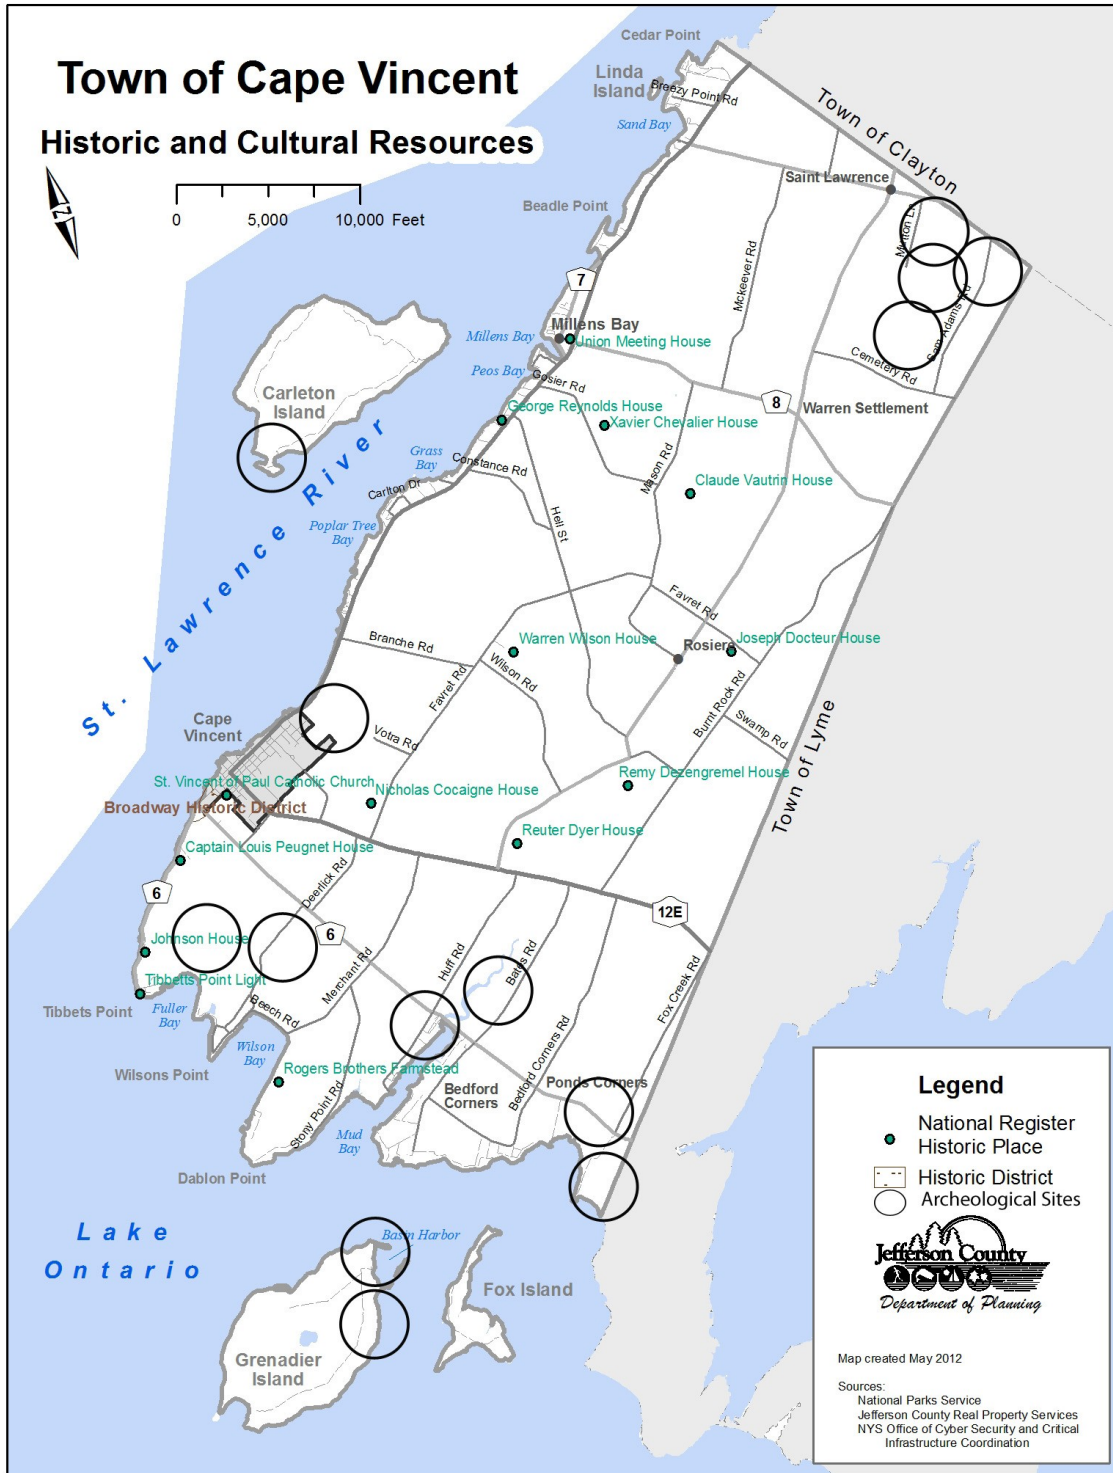 Town of Cape Vincent
Historic and Cultural Resources
N
0
5,000
10,000 Feet
Cedar Point
Linda
Island
Breezy Point Rd
Sand Bay
Town of Clayton
Saint Lawrence
Beadle Point
Minton Ln
Mckeever Rd
7
Millens Bay
Millens Bay
Union Meeting House
Sam Adams Rd
Cemetery Rd
Peos Bay
Gosier Rd
Carleton
Island
8
Warren Settlement
George Reynolds House
Xavier Chevalier House
Grass
Bay
Constance Rd
Mason Rd
Claude Vautrin House
Carlton Dr
Poplar Tree
Bay
Hell St
St. Lawrence River
Favret Rd
Branche Rd
Warren Wilson House
Rosiere
Joseph Docteur House
Wilson Rd
Favret Rd
Burnt Rock Rd
Cape
Vincent
Votra Rd
Swamp Rd
Town of Lyme
St. Vincent of Paul Catholic Church
Nicholas Cocaigne House
Remy Dezengremel House
Broadway Historic District
Reuter Dyer House
Captain Louis Peugnet House
Deerlick Rd
6
12E
6
Johnson House
Merchant Rd
Huff Rd
Bates Rd
Fox Creek Rd
Tibbetts Point Light
Tibbets Point
Fuller
Bay
Beech Rd
Wilson
Bay
Wilsons Point
Rogers Brothers Farmstead
Bedford
Corners
Bedford Corners Rd
Ponds Corners
Stony Point Rd
Mud
Bay
Dablon Point
Lake
Ontario
Basin Harbor
Fox Island
Grenadier
Island
Legend
National Register
Historic Place
Historic District
Archeological Sites
Jefferson County
Department of Planning
Map created May 2012
Sources:
National Parks Service
Jefferson County Real Property Services
NYS Office of Cyber Security and Critical
Infrastructure Coordination